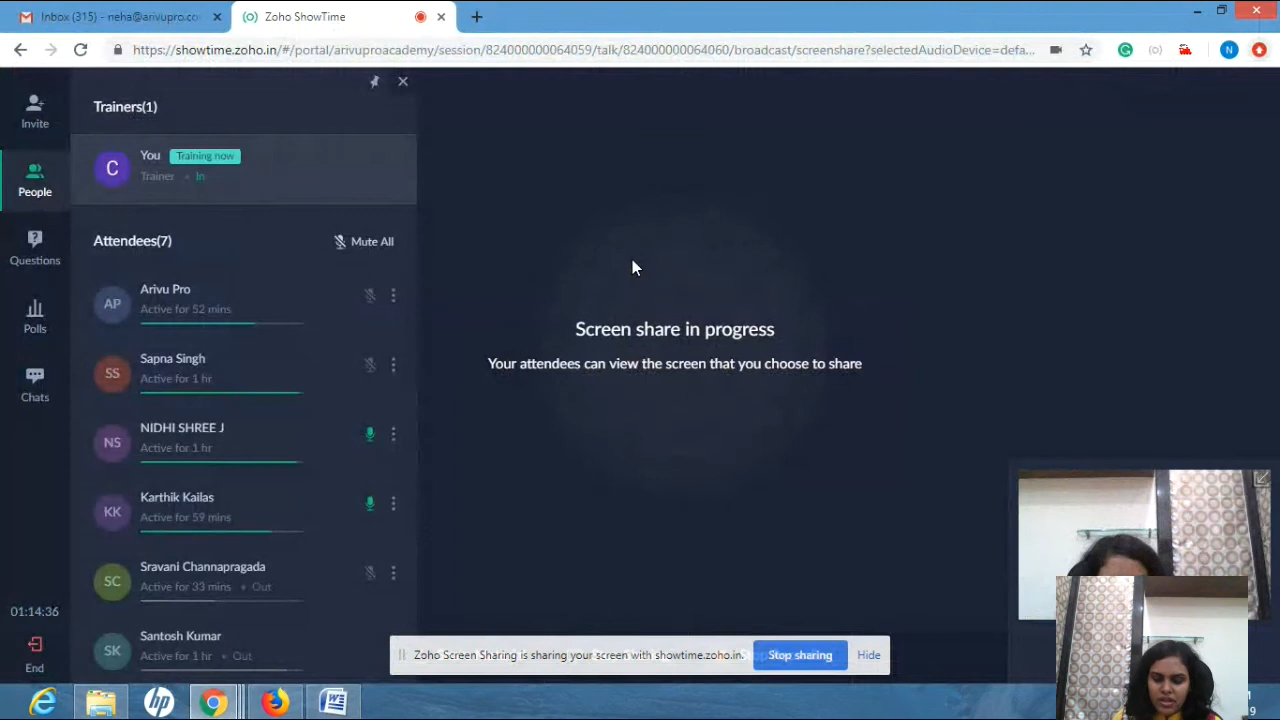 Inbox (315) - neha@arivupro.co
Zoho ShowTime
https://showtime.zoho.in/#/portal/arivuproacademy/session/824000000064059/talk/824000000064060/broadcast/screenshare?selectedAudioDevice=defa...
N
Trainers(1)
Invite
C
You
Training now
Trainer
In
People
Attendees(7)
Mute All
Questions
AP
Arivu Pro
Active for 52 mins
Polls
Screen share in progress
Your attendees can view the screen that you choose to share
SS
Sapna Singh
Active for 1 hr
Chats
NS
NIDHI SHREE J
Active for 1 hr
KK
Karthik Kailas
Active for 59 mins
SC
Sravani Channapragada
Active for 33 mins • Out
01:14:36
KS
Santosh Kumar
Active for 1 hr • Out
End
Zoho Screen Sharing is sharing your screen with showtime.zoho.in.
Stop sharing
Hide